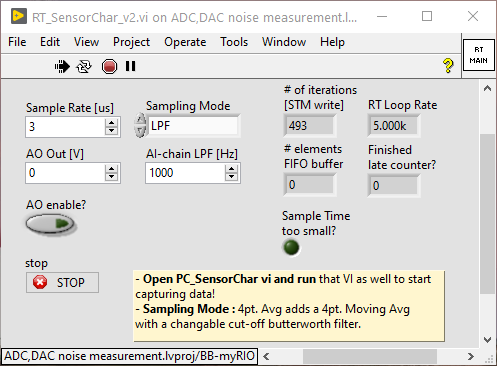 RT_SensorChar_v2.vi on ADC,DAC noise measurement.lv...
File Edit View Project Operate Tools Window Help
RT
MAIN
Sample Rate [us]
3
Sampling Mode
LPF
# of iterations
[STM write]
493
RT Loop Rate
5.000k
AO Out [V]
0
AI-chain LPF [Hz]
1000
# elements
FIFO buffer
0
Finished
late counter?
0
AO enable?
Sample Time
too small?
stop
STOP
- Open PC_SensorChar vi and run that VI as well to start
capturing data!
- Sampling Mode : 4pt. Avg adds a 4pt. Moving Avg
with a changable cut-off butterworth filter.
ADC,DAC noise measurement.lvproj/BB-myRIO